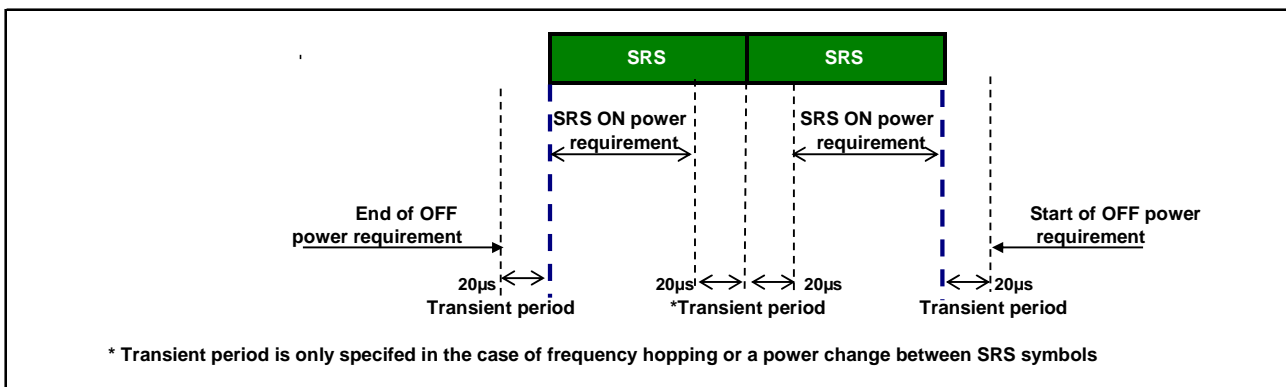 SRS SRS
SRS ON power requirement
SRS ON power requirement
End of OFF power requirement
Start of OFF power requirement
20µs 20µs 20µs 20µs
Transient period *Transient period Transient period
* Transient period is only specifed in the case of frequency hopping or a power change between SRS symbols